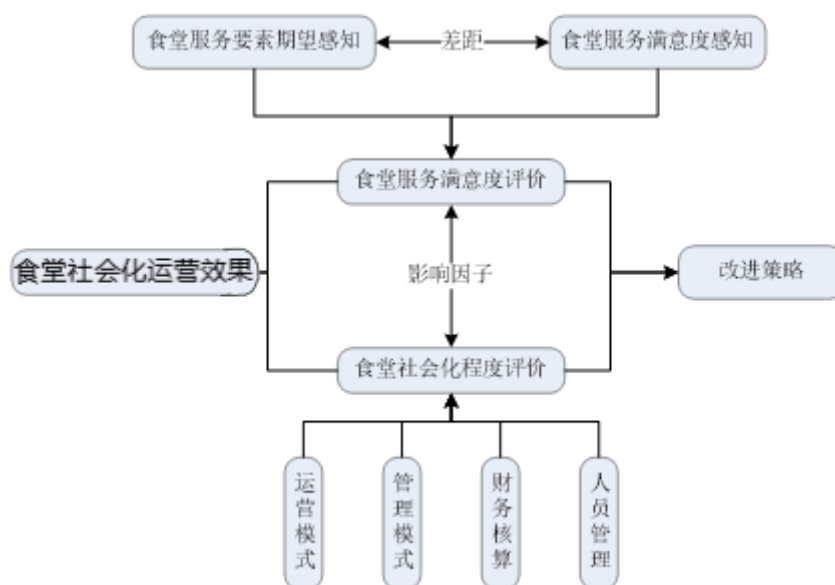 食堂服务要素期望感知
差距
食堂服务满意度感知
食堂服务满意度评价
食堂社会化运营效果
影响因子
改进策略
食堂社会化程度评价
运营模式
管理模式
财务核算
人员管理